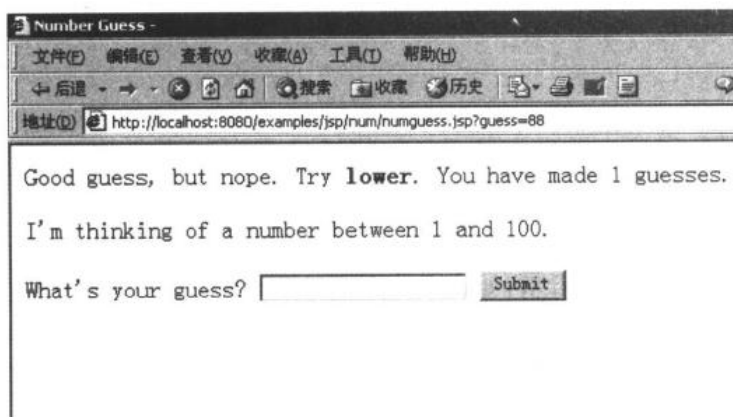 Number Guess -
文件(F) 编辑(E) 查看(V) 收藏(A) 工具(T) 帮助(H)
后退 搜索 收藏 历史
地址(D) http://localhost:8080/examples/jsp/num/numguess.jsp?guess=88
Good guess, but nope. Try lower. You have made 1 guesses.
I'm thinking of a number between 1 and 100.
What's your guess? Submit